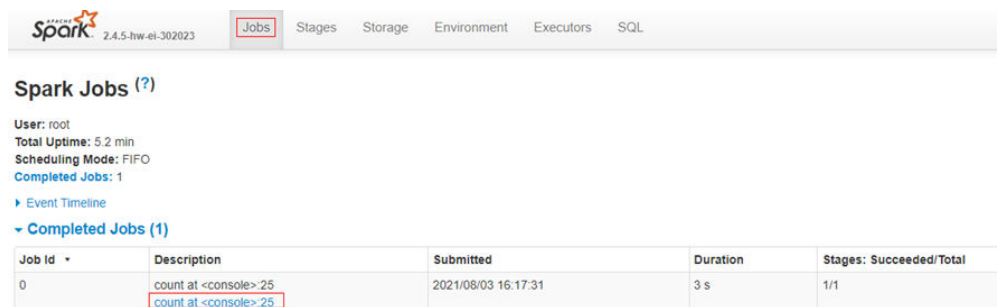 APACHE Spark 2.4.5-hw-ei-302023 Jobs Stages Storage Environment Executors SQL
Spark Jobs (?)
User: root
Total Uptime: 5.2 min
Scheduling Mode: FIFO
Completed Jobs: 1
Event Timeline
Completed Jobs (1)
Job Id Description Submitted Duration Stages: Succeeded/Total
0 count at <console>:25 2021/08/03 16:17:31 3 s 1/1
count at <console>:25